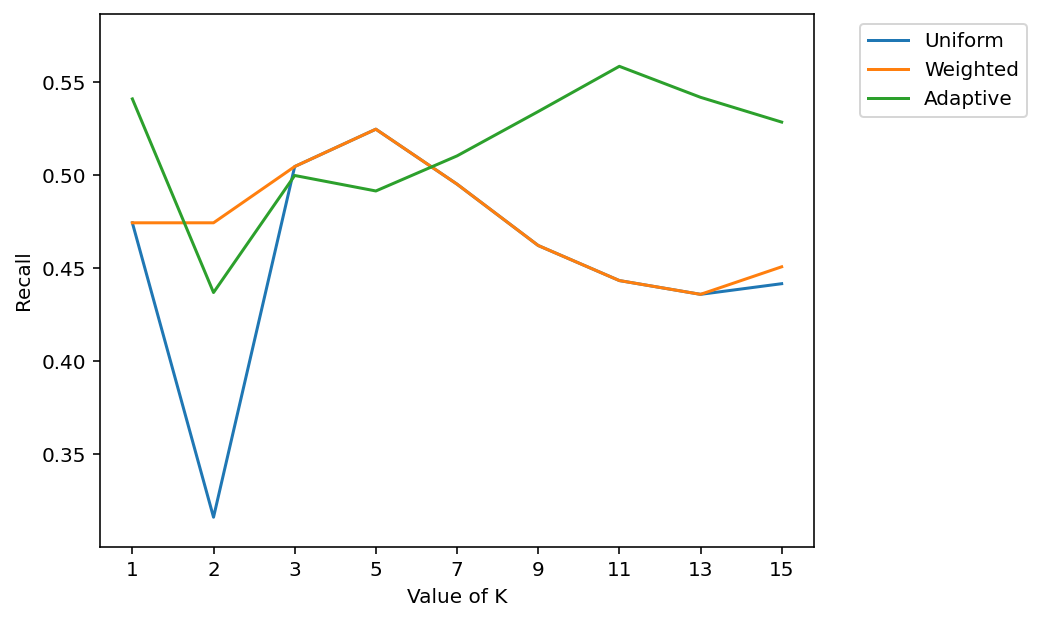 Uniform
Weighted
Adaptive
Recall
0.55
0.50
0.45
0.40
0.35
1 2 3 5 7 9 11 13 15
Value of K